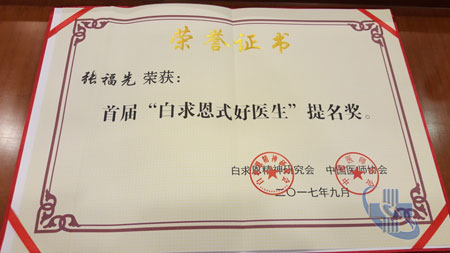 荣誉证书
张福先 荣获：
首届“白求恩式好医生”提名奖。
白求恩精神研究会 中国医师协会
二〇一七年九月